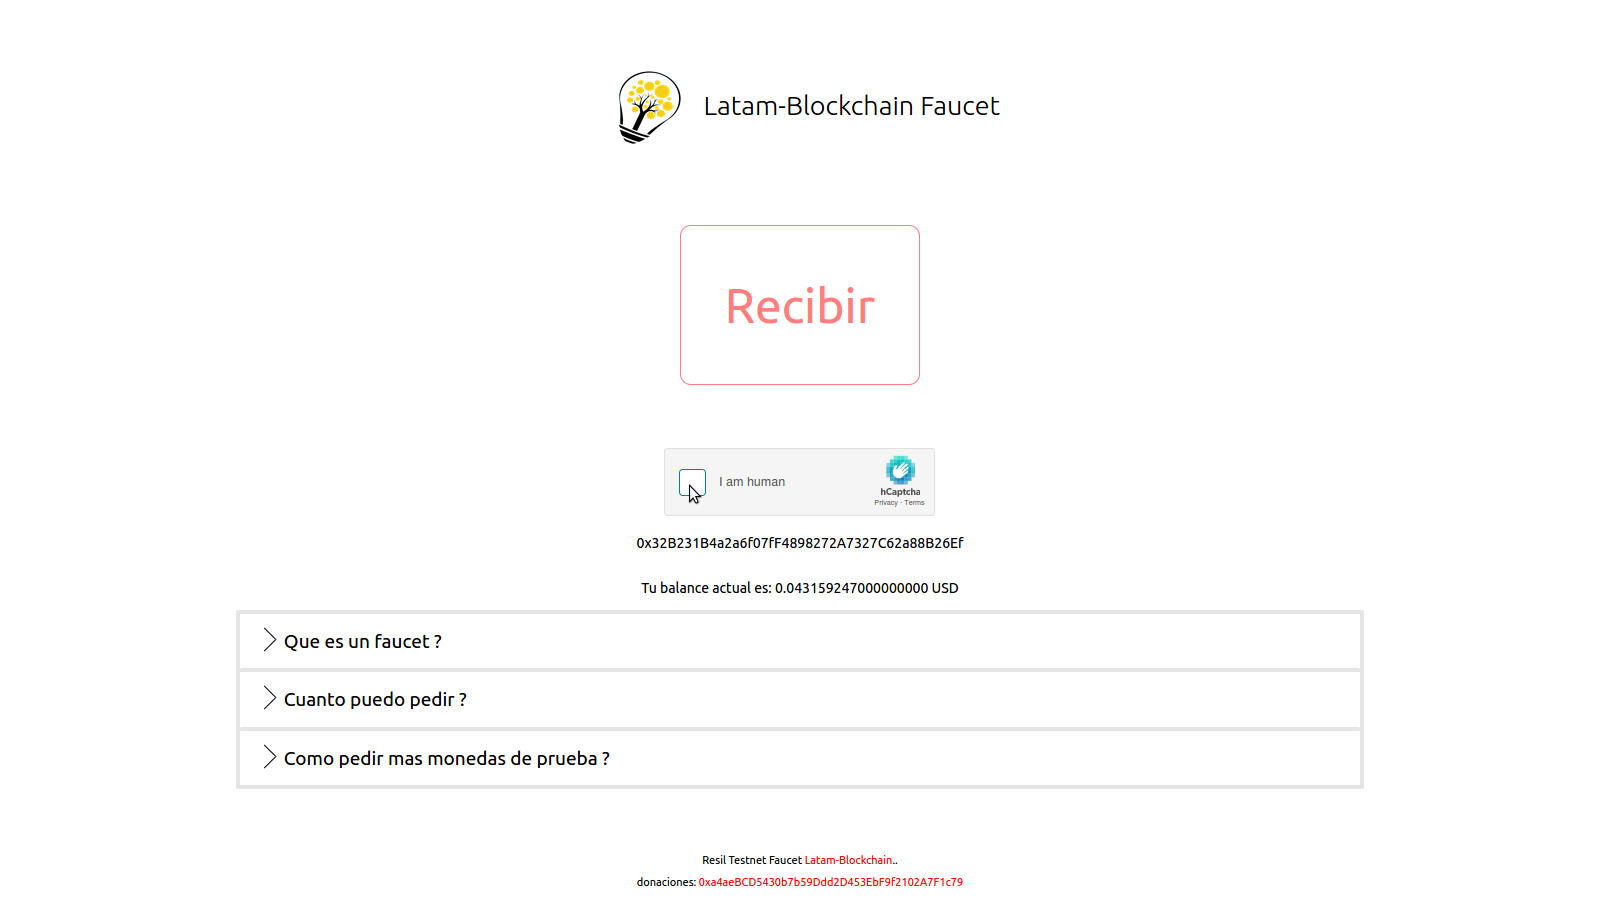 Latam-Blockchain Faucet
Recibir
I am human
hCaptcha
Privacy - Terms
0x32B231B4a2a6f07fF4898272A7327C62a88B26Ef
Tu balance actual es: 0.043159247000000000 USD
Que es un faucet ?
Cuanto puedo pedir ?
Como pedir mas monedas de prueba ?
Resil Testnet Faucet Latam-Blockchain..
donaciones: 0xa4aeBCD5430b7b59Ddd2D453EbF9f2102A7F1c79